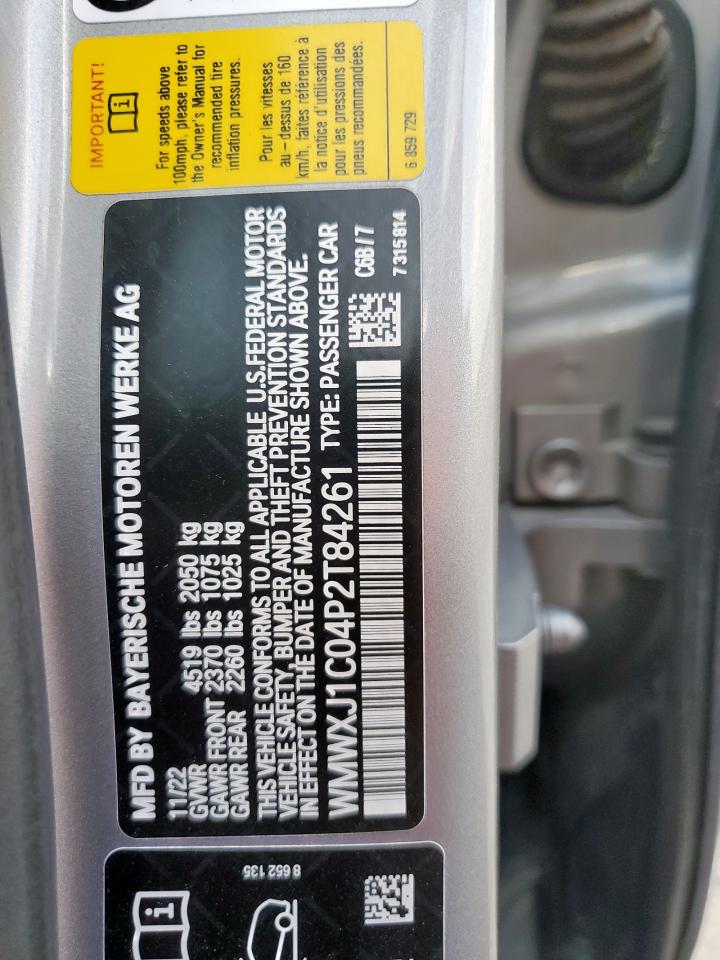 IMPORTANT!
For speeds above
100mph, please refer to
the Owner's Manual for
recommended tire
inflation pressures.
Pour les vitesses
au-dessus de 160
km/h, faites référence à
la notice d'utilisation
pour les pressions des
pneus recommandées.
6 859 729
MFD BY BAYERISCHE MOTOREN WERKE AG
11/22
GVWR 4519 lbs 2050 kg
GAWR FRONT 2370 lbs 1075 kg
GAWR REAR 2260 lbs 1025 kg
THIS VEHICLE CONFORMS TO ALL APPLICABLE U.S.FEDERAL MOTOR
VEHICLE SAFETY, BUMPER AND THEFT PREVENTION STANDARDS
IN EFFECT ON THE DATE OF MANUFACTURE SHOWN ABOVE.
WMWXJ1C04P2T84261 TYPE: PASSENGER CAR
C6B/7
7315814
8 652 135